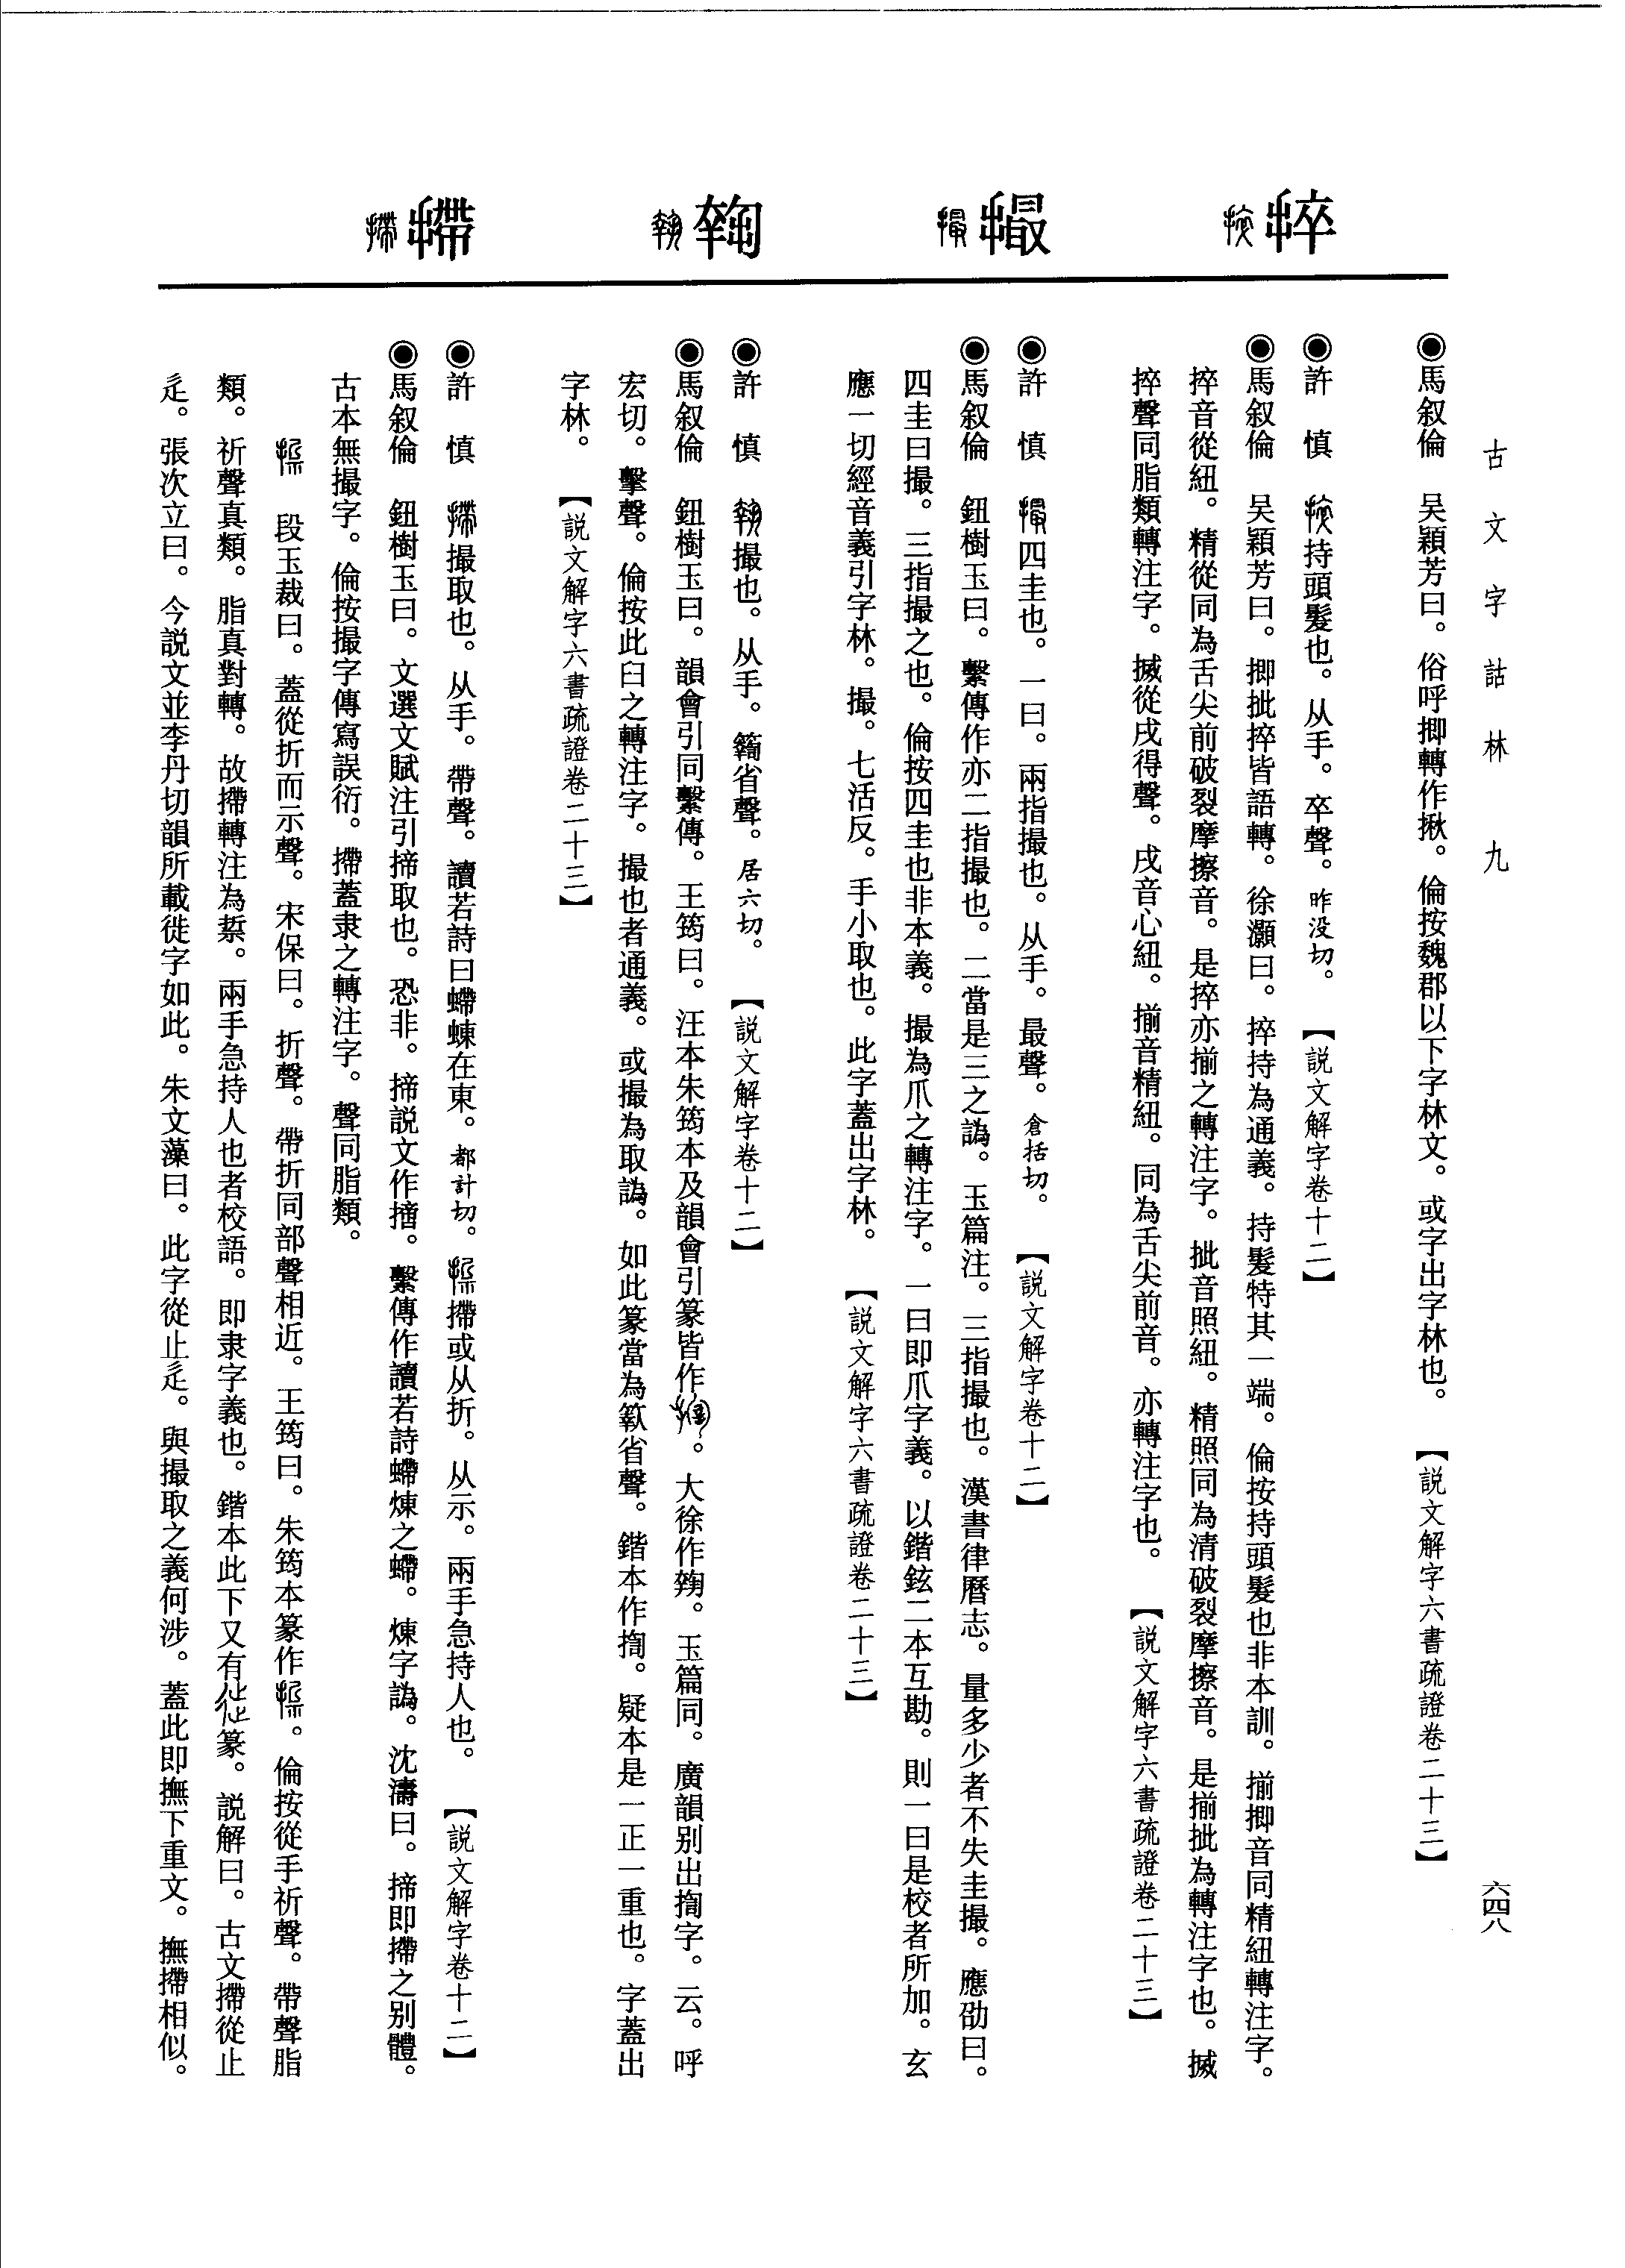 古文字詁林 九
六四八
◉馬叙倫 吴穎芳曰。俗呼揤轉作揪。倫按魏郡以下字林文。或字出字林也。 【説文解字六書疏證卷二十三】
捽
◉許 慎 持頭髮也。从手。卒聲。昨没切。 【説文解字卷十二】
◉馬叙倫 吴穎芳曰。揤批捽皆語轉。徐灝曰。捽持為通義。持髮特其一端。倫按持頭髮也非本訓。揃揤音同精紐轉注字。
捽音從紐。精從同為舌尖前破裂摩擦音。是捽亦揃之轉注字。批音照紐。精照同為清破裂摩擦音。是揃批為轉注字也。搣
捽聲同脂類轉注字。搣從戌得聲。戌音心紐。揃音精紐。同為舌尖前音。亦轉注字也。 【説文解字六書疏證卷二十三】
撮
◉許 慎 四圭也。一曰。兩指撮也。从手。最聲。倉括切。 【説文解字卷十二】
◉馬叙倫 鈕樹玉曰。繫傳作亦二指撮也。二當是三之譌。玉篇注。三指撮也。漢書律曆志。量多少者不失圭撮。應劭曰。
四圭曰撮。三指撮之也。倫按四圭也非本義。撮為爪之轉注字。一曰即爪字義。以鍇鉉二本互勘。則一曰是校者所加。玄
應一切經音義引字林。撮。七活反。手小取也。此字蓋出字林。 【説文解字六書疏證卷二十三】
◉許 慎 撮也。从手。籋省聲。居六切。 【説文解字卷十二】
◉馬叙倫 鈕樹玉曰。韻會引同繫傳。王筠曰。汪本朱筠本及韻會引篆皆作。大徐作。玉篇同。廣韻别出掏字。云。呼
宏切。擊聲。倫按此臼之轉注字。撮也者通義。或撮為取譌。如此篆當為省聲。鍇本作。疑本是一正一重也。字蓋出
字林。 【説文解字六書疏證卷二十三】
摕
◉許 慎 撮取也。从手。帶聲。讀若詩曰螮蝀在東。都計切。摕或从折。从示。兩手急持人也。 【説文解字卷十二】
◉馬叙倫 鈕樹玉曰。文選文賦注引揥取也。恐非。揥説文作㨖。繫傳作讀若詩螮煉之螮。煉字譌。沈濤曰。揥即摕之别體。
古本無撮字。倫按撮字傳寫誤衍。摕蓋隶之轉注字。聲同脂類。
段玉裁曰。蓋從折而示聲。宋保曰。折聲。帶折同部聲相近。王筠曰。朱筠本篆作。倫按從手祈聲。帶聲脂
類。祈聲真類。脂真對轉。故摕轉注為䄢。兩手急持人也者校語。即隶字義也。鍇本此下又有篆。説解曰。古文摕從止
辵。張次立曰。今説文並李丹切韻所載徙字如此。朱文藻曰。此字從止辵。與撮取之義何涉。蓋此即撫下重文。撫摕相似。